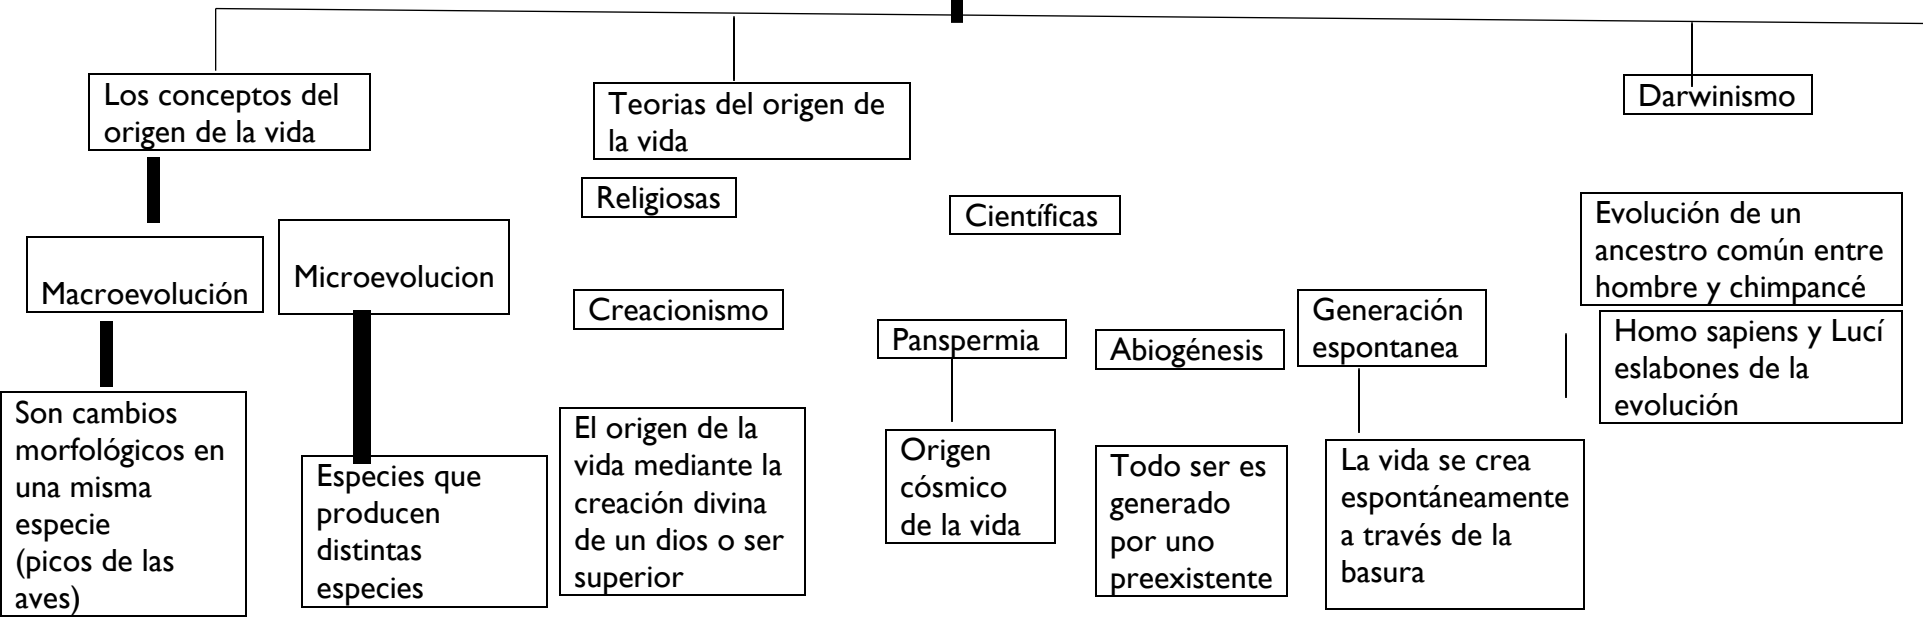 Los conceptos del
origen de la vida
Teorias del origen de
la vida
Darwinismo
Religiosas
Científicas
Evolución de un
ancestro común entre
hombre y chimpancé
Macroevolución
Microevolucion
Creacionismo
Panspermia
Abiogénesis
Generación
espontanea
Homo sapiens y Lucí
eslabones de la
evolución
Son cambios
morfológicos en
una misma
especie
(picos de las
aves)
Especies que
producen
distintas
especies
El origen de la
vida mediante la
creación divina
de un dios o ser
superior
Origen
cósmico
de la vida
Todo ser es
generado
por uno
preexistente
La vida se crea
espontáneamente
a través de la
basura